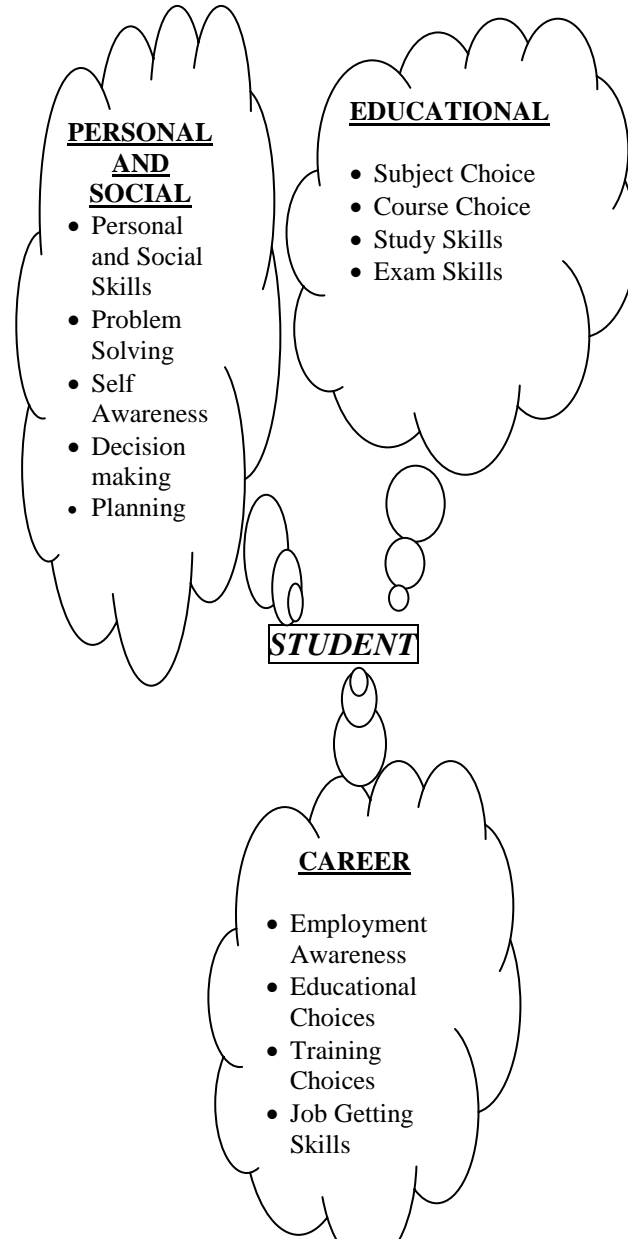 PERSONAL
AND
SOCIAL
• Personal
and Social
Skills
• Problem
Solving
• Self
Awareness
• Decision
making
• Planning
EDUCATIONAL
• Subject Choice
• Course Choice
• Study Skills
• Exam Skills
STUDENT
CAREER
• Employment
Awareness
• Educational
Choices
• Training
Choices
• Job Getting
Skills